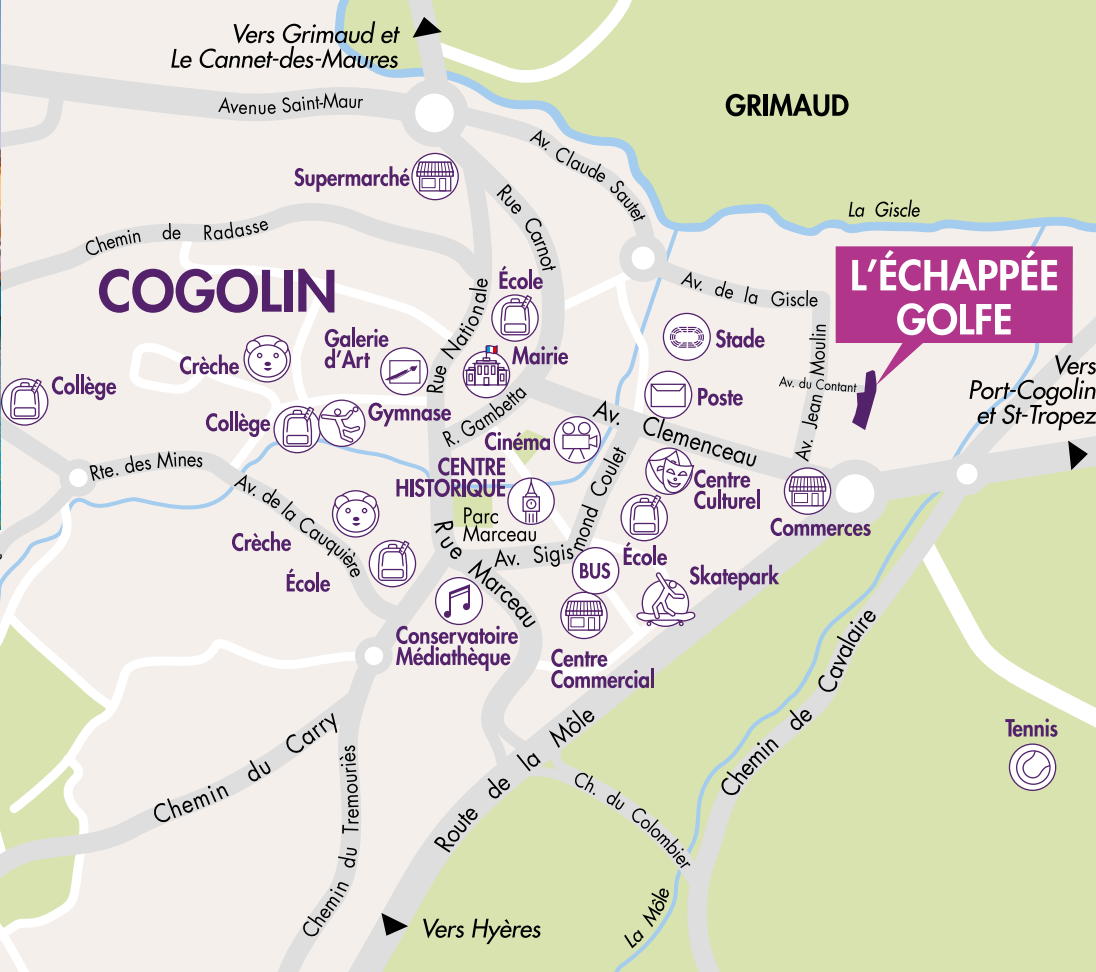 Vers Grimaud et
Le Cannet-des-Maures
Avenue Saint-Maur
GRIMAUD
Av. Claude Sautet
Supermarché
Rue Carnot
La Giscle
Chemin de Radasse
COGOLIN
École
Av. de la Giscle
L'ÉCHAPPÉE
GOLFE
Rue Nationale
Galerie
d'Art
Stade
Mairie
Crèche
Av. Jean Moulin
Vers
Port-Cogolin
et St-Tropez
Collège
Av. du Contant
Poste
Gymnase
Collège
R. Gambetta
Av. Clemenceau
Cinéma
CENTRE
HISTORIQUE
Rte. des Mines
Centre
Culturel
Av. de la Cauquière
Parc
Marceau
Commerces
Crèche
Rue Marceau
Av. Sigismond Coulet
École
École
BUS
Skatepark
Conservatoire
Médiathèque
Centre
Commercial
Chemin de Cavalaire
Chemin du Carry
Route de la Môle
Tennis
Chemin du Tremouriès
Ch. du Colombier
La Môle
Vers Hyères